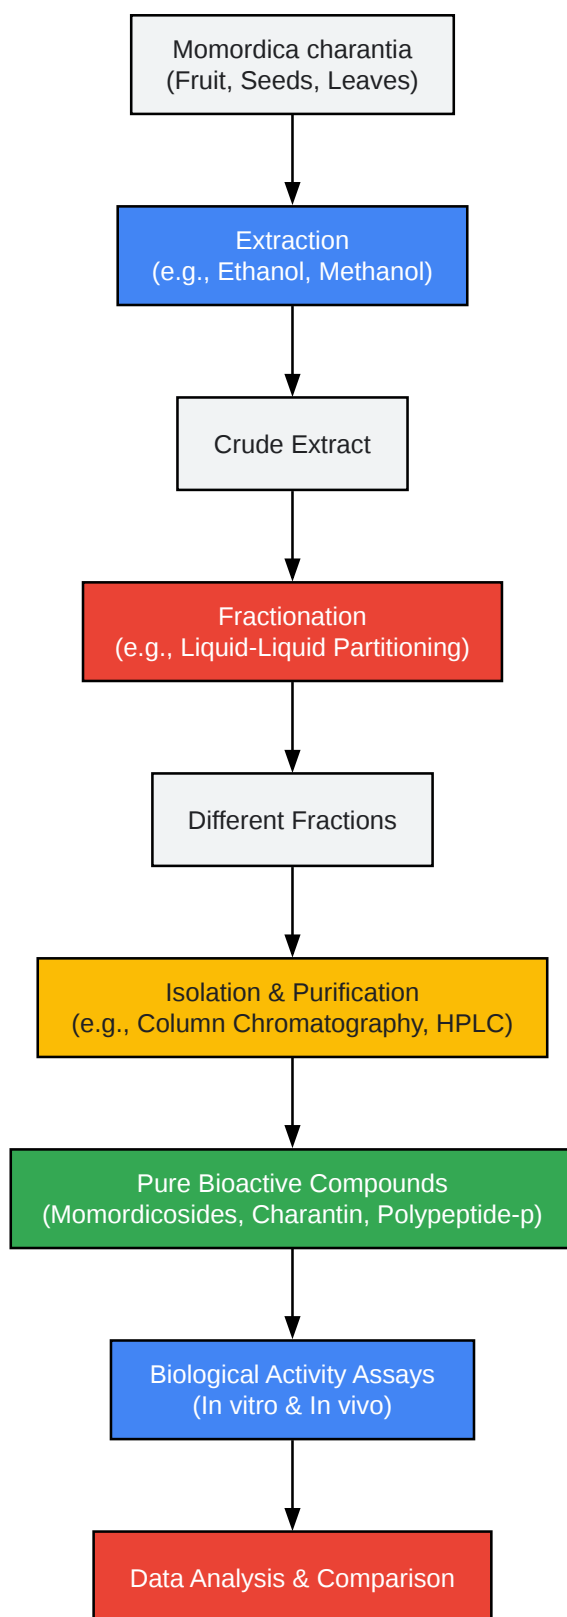 Momordica charantia
(Fruit, Seeds, Leaves)
Extraction
(e.g., Ethanol, Methanol)
Crude Extract
Fractionation
(e.g., Liquid-Liquid Partitioning)
Different Fractions
Isolation & Purification
(e.g., Column Chromatography, HPLC)
Pure Bioactive Compounds
(Momordicosides, Charantin, Polypeptide-p)
Biological Activity Assays
(In vitro & In vivo)
Data Analysis & Comparison